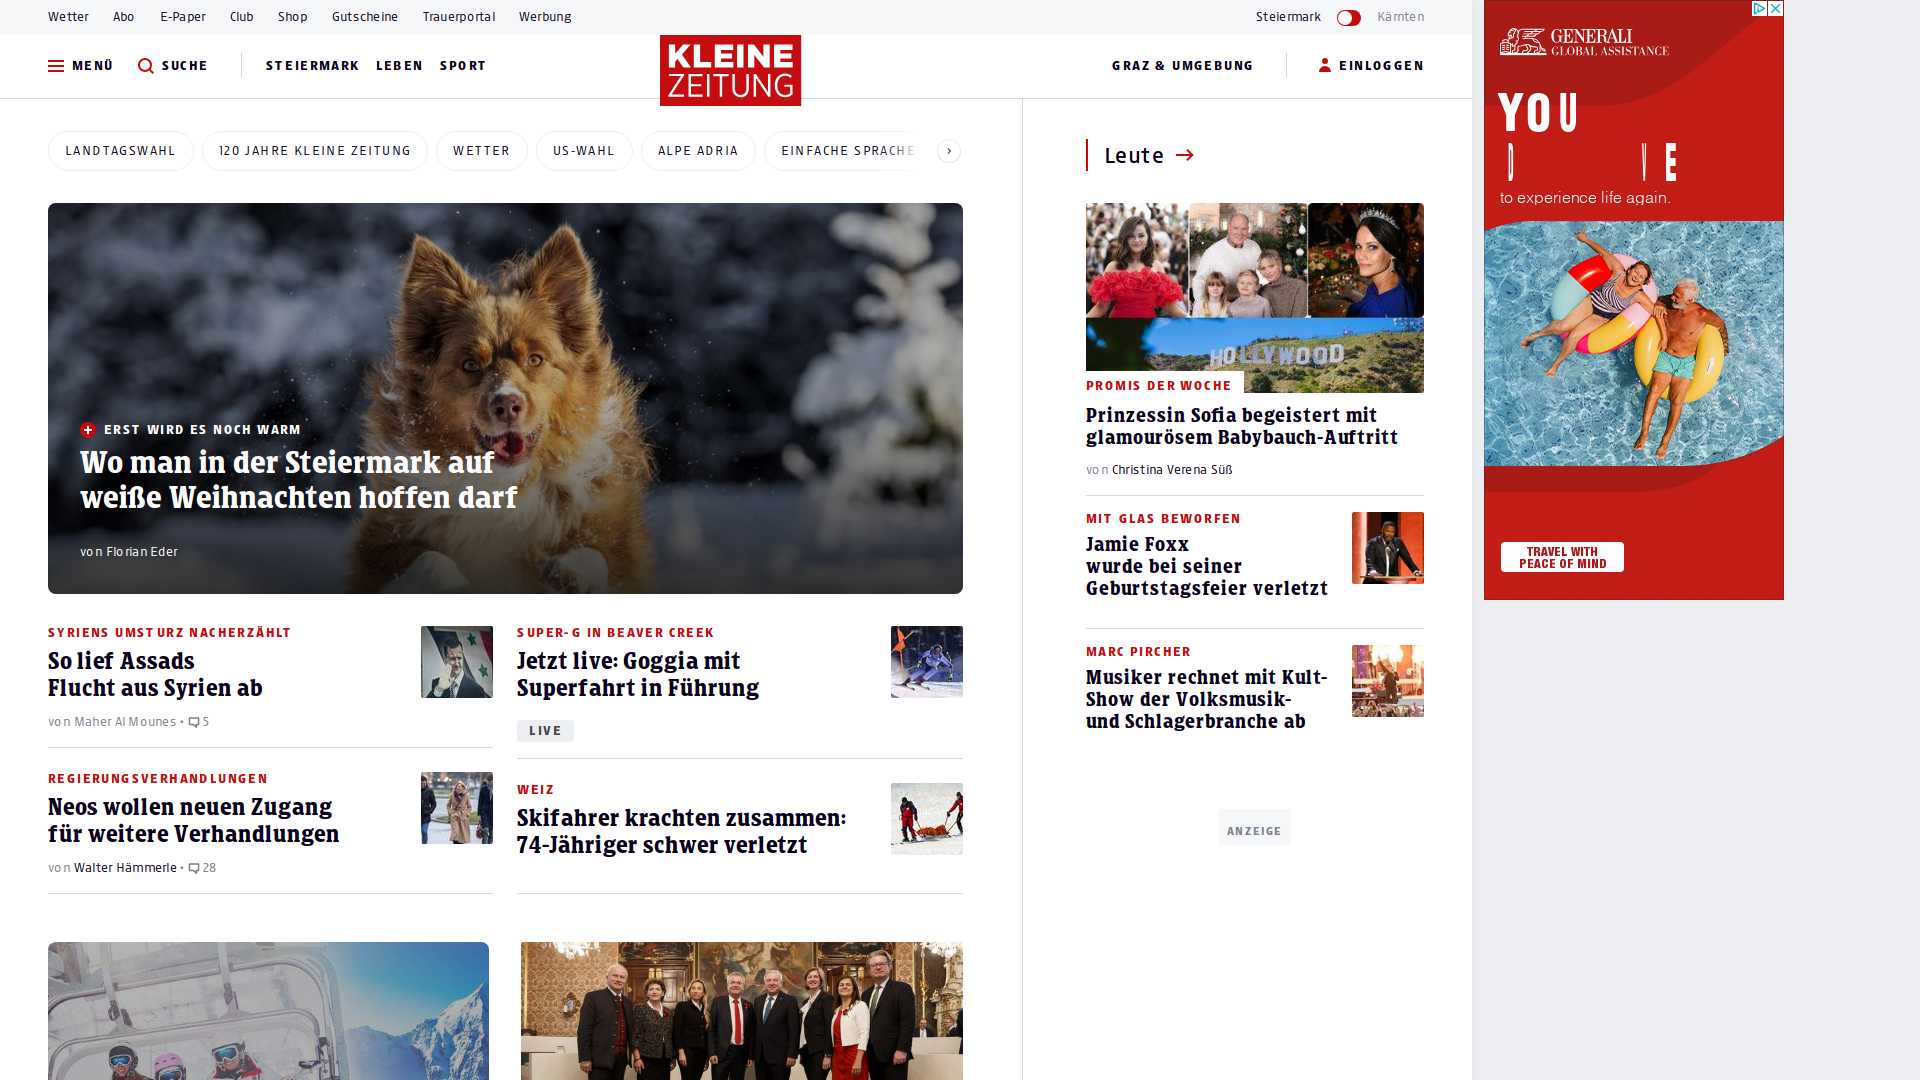 Wetter Abo E-Paper Club Shop Gutscheine Trauerportal Werbung Steiermark Kärnten
MENÜ SUCHE STEIERMARK LEBEN SPORT KLEINE ZEITUNG GRAZ & UMGEBUNG EINLOGGEN
LANDTAGSWAHL 120 JAHRE KLEINE ZEITUNG WETTER US-WAHL ALPE ADRIA EINFACHE SPRACHE
ERST WIRD ES NOCH WARM
Wo man in der Steiermark auf
weiße Weihnachten hoffen darf
von Florian Eder
SYRIENS UMSTURZ NACHERZÄHLT
So lief Assads
Flucht aus Syrien ab
von Maher Al Mounes • 5
SUPER-G IN BEAVER CREEK
Jetzt live: Goggia mit
Superfahrt in Führung
LIVE
REGIERUNGSVERHANDLUNGEN
Neos wollen neuen Zugang
für weitere Verhandlungen
von Walter Hämmerle • 28
WEIZ
Skifahrer krachten zusammen:
74-Jähriger schwer verletzt
Leute
HOLLYWOOD
PROMIS DER WOCHE
Prinzessin Sofia begeistert mit
glamourösem Babybauch-Auftritt
von Christina Verena Süß
MIT GLAS BEWORFEN
Jamie Foxx
wurde bei seiner
Geburtstagsfeier verletzt
MARC PIRCHER
Musiker rechnet mit Kult-
Show der Volksmusik-
und Schlagerbranche ab
ANZEIGE
GENERALI
GLOBAL ASSISTANCE
YOU
to experience life again.
TRAVEL WITH
PEACE OF MIND